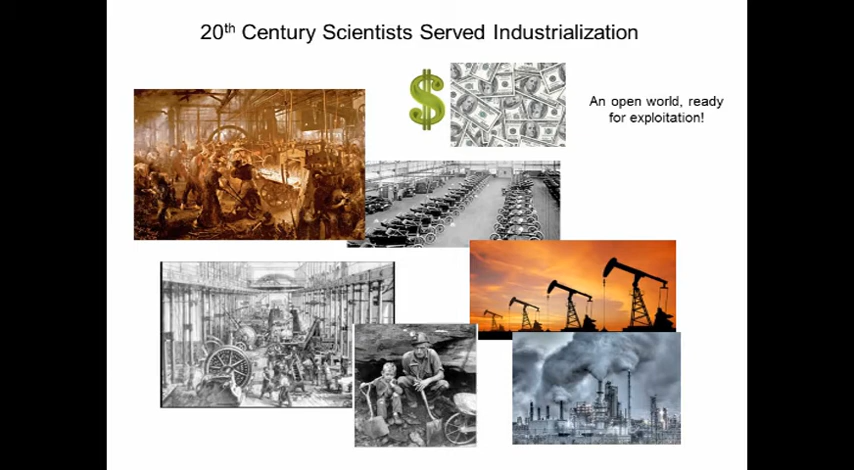 20th Century Scientists Served Industrialization
$
An open world, ready
for exploitation!